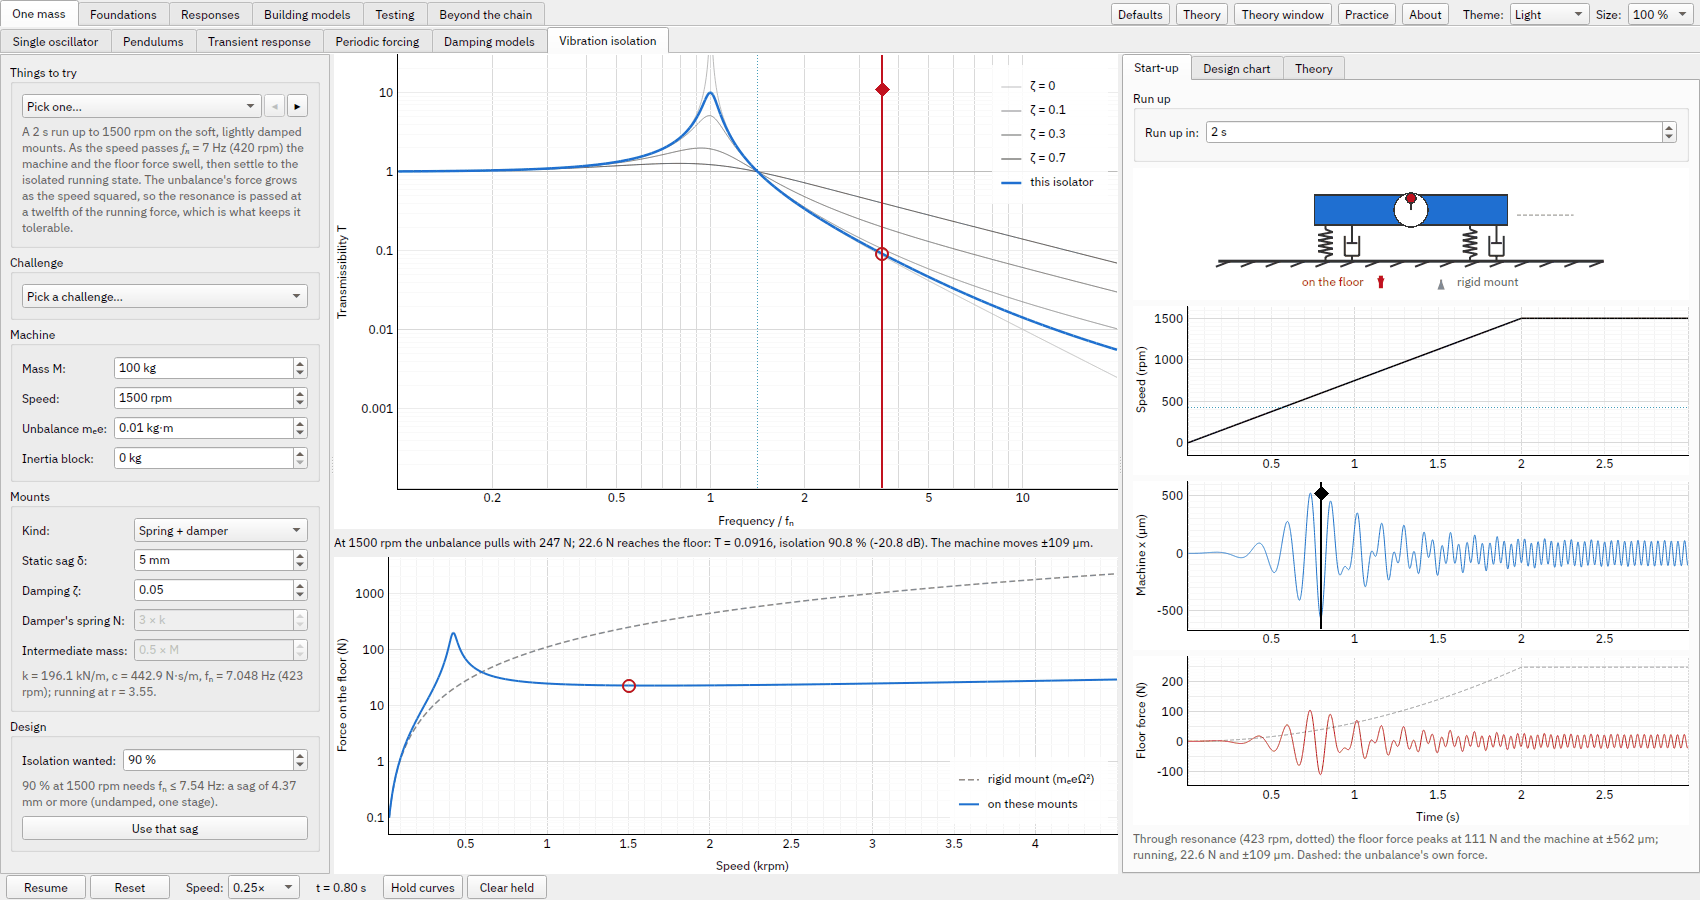 One mass
Foundations
Responses
Building models
Testing
Beyond the chain
Defaults
Theory
Theory window
Practice
About
Theme:
Light
Size:
100 %
Single oscillator
Pendulums
Transient response
Periodic forcing
Damping models
Vibration isolation
Things to try
Pick one...
A 2 s run up to 1500 rpm on the soft, lightly damped
mounts. As the speed passes fₙ = 7 Hz (420 rpm) the
machine and the floor force swell, then settle to the
isolated running state. The unbalance's force grows
as the speed squared, so the resonance is passed at
a twelfth of the running force, which is what keeps it
tolerable.
Challenge
Pick a challenge...
Machine
Mass M:
100 kg
Speed:
1500 rpm
Unbalance mₑe:
0.01 kg·m
Inertia block:
0 kg
Mounts
Kind:
Spring + damper
Static sag δ:
5 mm
Damping ζ:
0.05
Damper's spring N:
3 × k
Intermediate mass:
0.5 × M
k = 196.1 kN/m, c = 442.9 N·s/m, fₙ = 7.048 Hz (423
rpm); running at r = 3.55.
Design
Isolation wanted:
90 %
90 % at 1500 rpm needs fₙ ≤ 7.54 Hz: a sag of 4.37
mm or more (undamped, one stage).
Use that sag
Transmissibility T
10
1
0.1
0.01
0.001
0.2
0.5
1
2
5
10
Frequency / fₙ
ζ = 0
ζ = 0.1
ζ = 0.3
ζ = 0.7
this isolator
At 1500 rpm the unbalance pulls with 247 N; 22.6 N reaches the floor: T = 0.0916, isolation 90.8 % (-20.8 dB). The machine moves ±109 µm.
Force on the floor (N)
1000
100
10
1
0.1
0.5
1
1.5
2
2.5
3
3.5
4
Speed (krpm)
rigid mount (mₑeΩ²)
on these mounts
Start-up
Design chart
Theory
Run up
Run up in:
2 s
on the floor
rigid mount
Speed (rpm)
1500
1000
500
0
0.5
1
1.5
2
2.5
Machine x (µm)
500
0
-500
0.5
1
1.5
2
2.5
Floor force (N)
200
100
0
-100
0.5
1
1.5
2
2.5
Time (s)
Through resonance (423 rpm, dotted) the floor force peaks at 111 N and the machine at ±562 µm;
running, 22.6 N and ±109 µm. Dashed: the unbalance's own force.
Resume
Reset
Speed:
0.25×
t = 0.80 s
Hold curves
Clear held